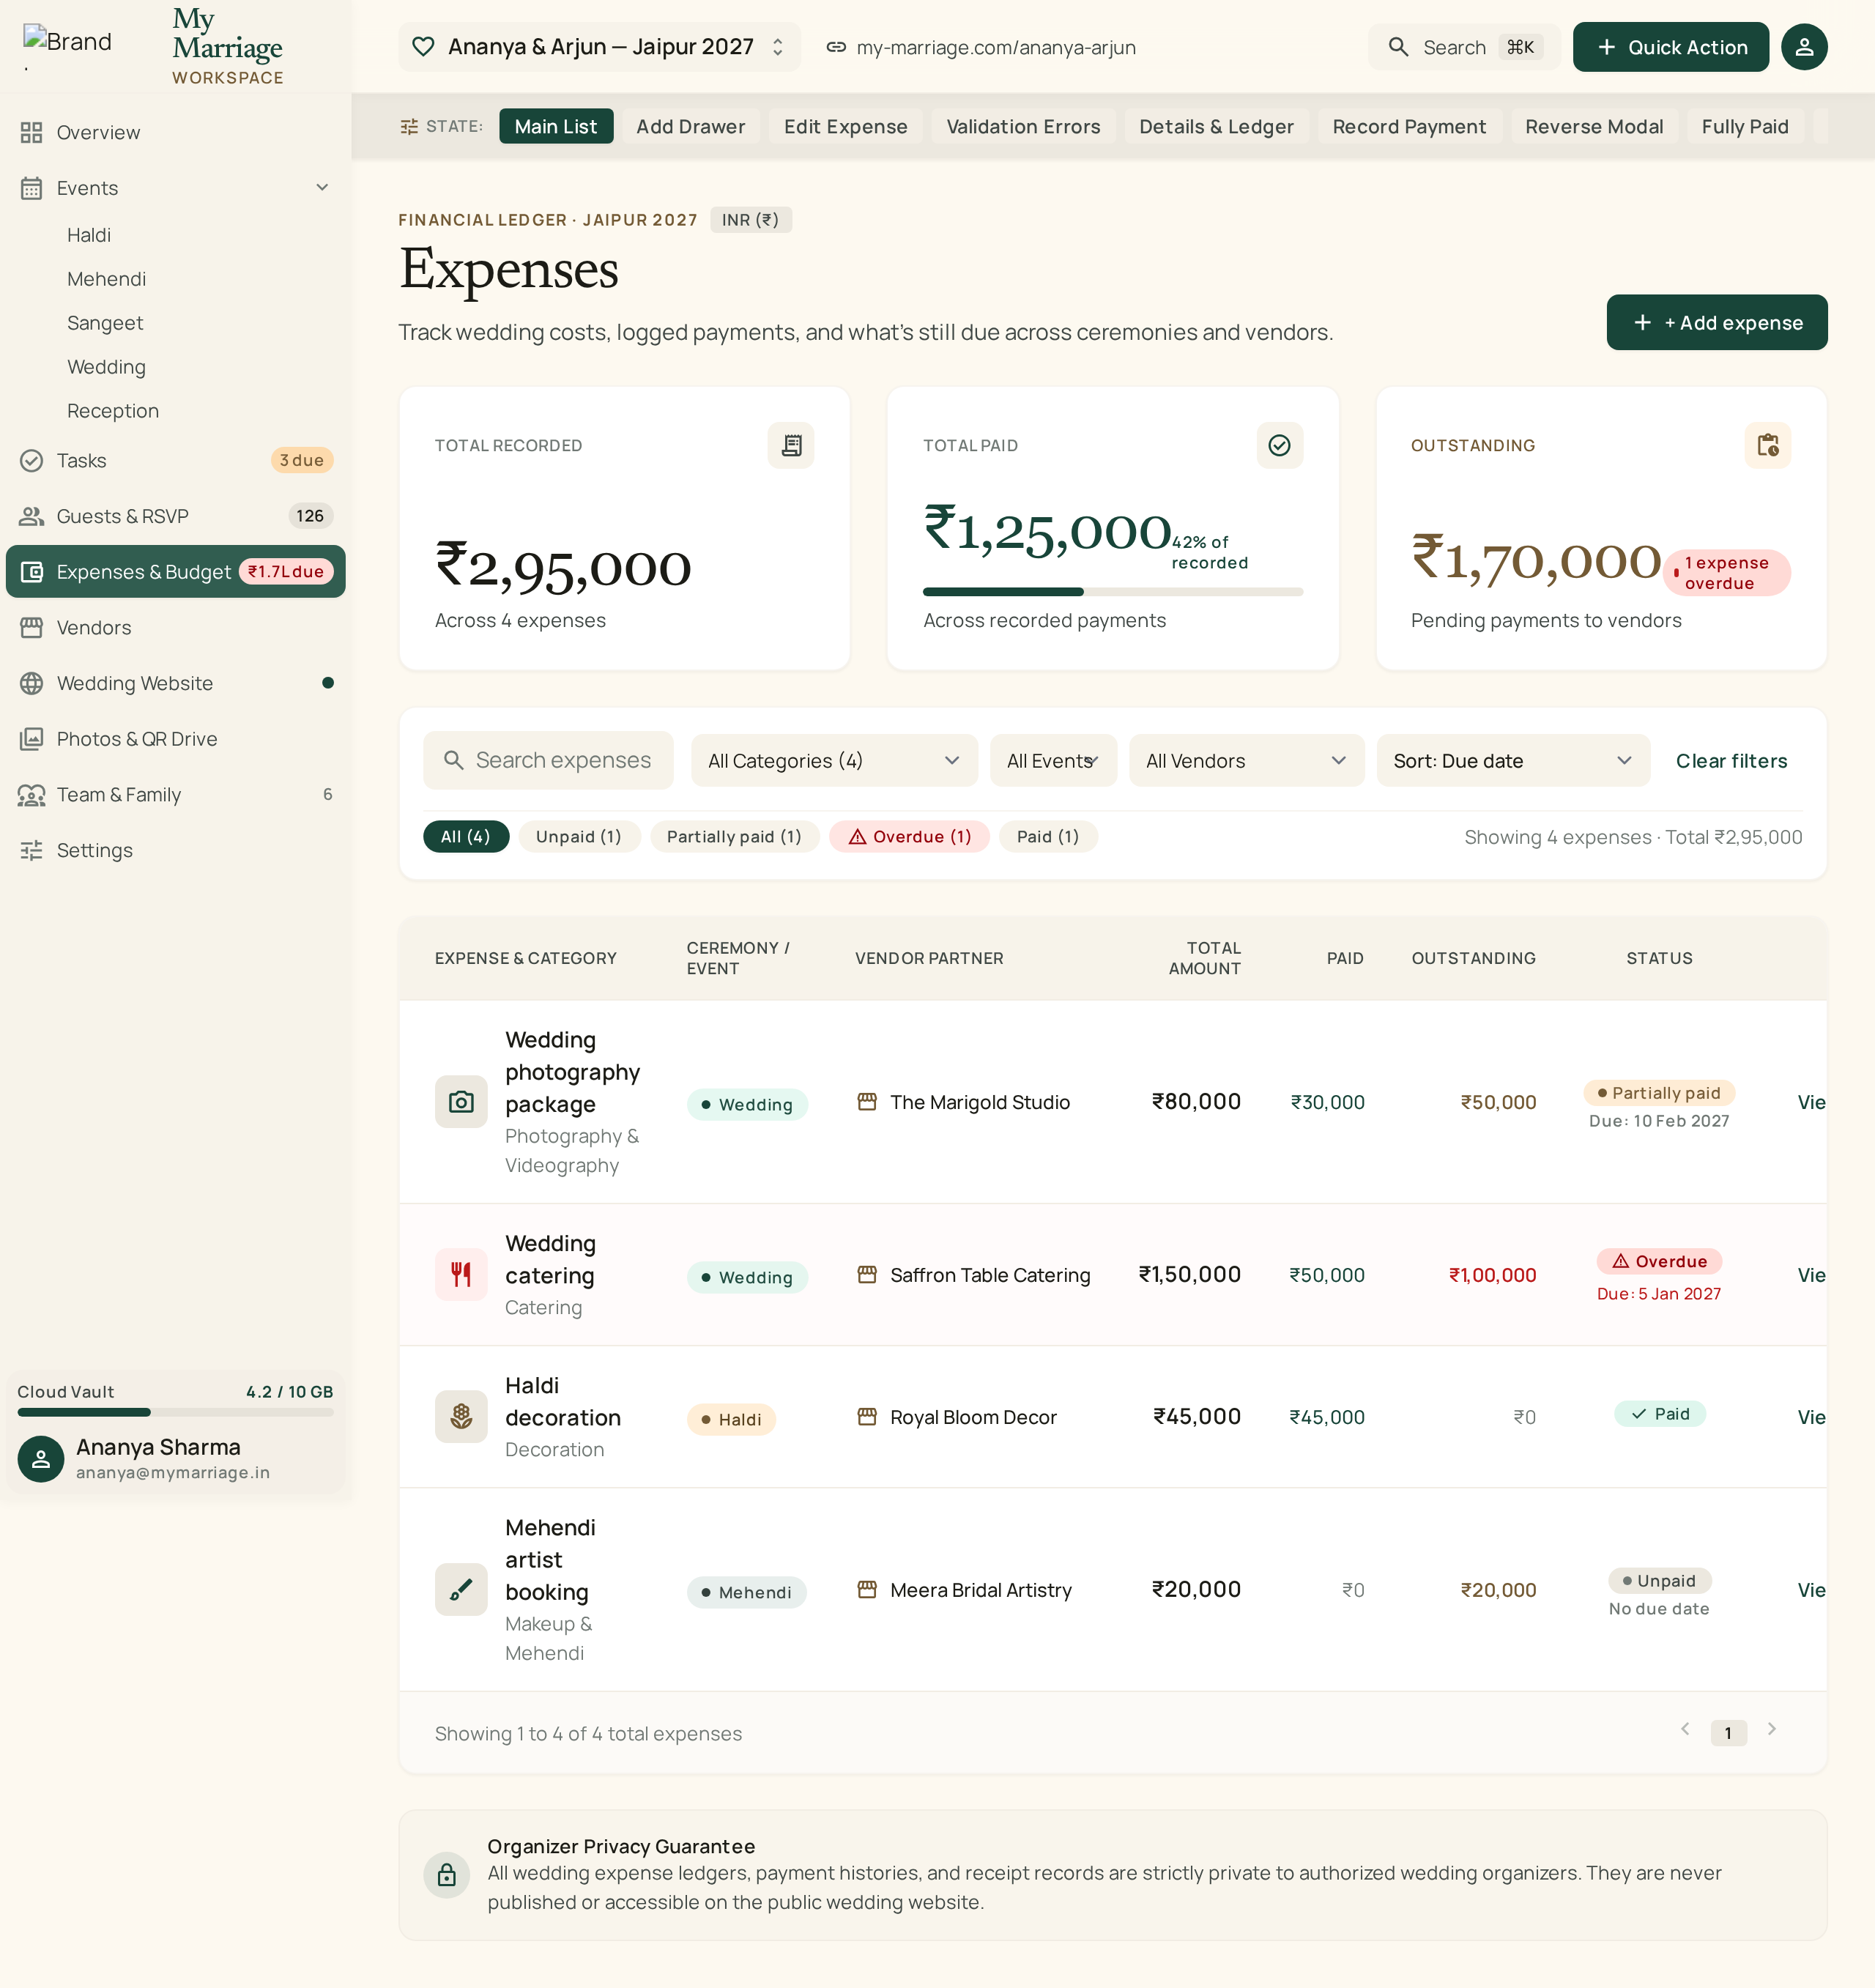 Brand
My
Marriage
WORKSPACE
Ananya & Arjun — Jaipur 2027
my-marriage.com/ananya-arjun
Search ⌘K
Quick Action
Overview
Events
Haldi
Mehendi
Sangeet
Wedding
Reception
Tasks 3 due
Guests & RSVP 126
Expenses & Budget ₹1.7L due
Vendors
Wedding Website
Photos & QR Drive
Team & Family 6
Settings
Cloud Vault 4.2 / 10 GB
Ananya Sharma
ananya@mymarriage.in
STATE: Main List Add Drawer Edit Expense Validation Errors Details & Ledger Record Payment Reverse Modal Fully Paid
FINANCIAL LEDGER · JAIPUR 2027 INR (₹)
Expenses
Track wedding costs, logged payments, and what's still due across ceremonies and vendors.
+ Add expense
TOTAL RECORDED
₹2,95,000
Across 4 expenses
TOTAL PAID
₹1,25,000 42% of
recorded
Across recorded payments
OUTSTANDING
₹1,70,000 1 expense
overdue
Pending payments to vendors
Search expenses All Categories (4) All Events All Vendors Sort: Due date Clear filters
All (4) Unpaid (1) Partially paid (1) Overdue (1) Paid (1) Showing 4 expenses · Total ₹2,95,000
EXPENSE & CATEGORY CEREMONY / EVENT VENDOR PARTNER TOTAL AMOUNT PAID OUTSTANDING STATUS
Wedding
photography
package
Photography &
Videography
Wedding The Marigold Studio ₹80,000 ₹30,000 ₹50,000 Partially paid Vie
Due: 10 Feb 2027
Wedding
catering
Catering
Wedding Saffron Table Catering ₹1,50,000 ₹50,000 ₹1,00,000 Overdue Vie
Due: 5 Jan 2027
Haldi
decoration
Decoration
Haldi Royal Bloom Decor ₹45,000 ₹45,000 ₹0 Paid Vie
Mehendi
artist
booking
Makeup &
Mehendi
Mehendi Meera Bridal Artistry ₹20,000 ₹0 ₹20,000 Unpaid Vie
No due date
Showing 1 to 4 of 4 total expenses 1
Organizer Privacy Guarantee
All wedding expense ledgers, payment histories, and receipt records are strictly private to authorized wedding organizers. They are never
published or accessible on the public wedding website.